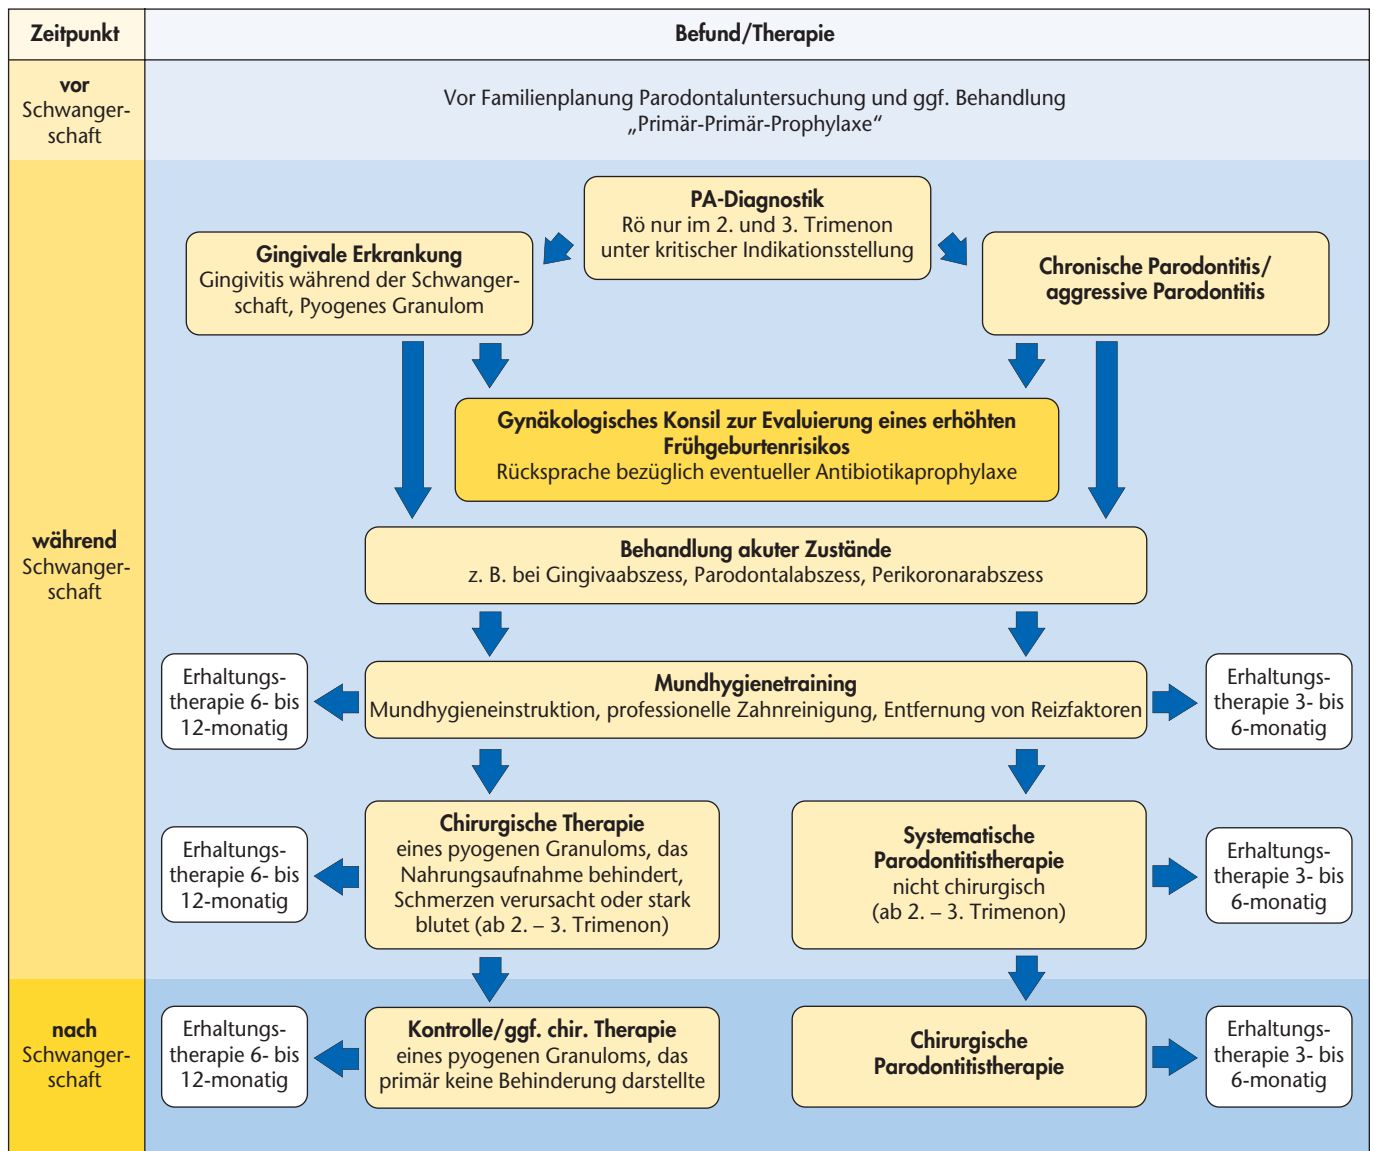 Zeitpunkt
Befund/Therapie
vor
Schwanger-
schaft
Vor Familienplanung Parodontaluntersuchung und ggf. Behandlung
„Primär-Primär-Prophylaxe“
während
Schwanger-
schaft
PA-Diagnostik
Rö nur im 2. und 3. Trimenon
unter kritischer Indikationsstellung
Gingivale Erkrankung
Gingivitis während der Schwanger-
schaft, Pyogenes Granulom
Chronische Parodontitis/
aggressive Parodontitis
Gynäkologisches Konsil zur Evaluierung eines erhöhten
Frühgeburtenrisikos
Rücksprache bezüglich eventueller Antibiotikaprophylaxe
Behandlung akuter Zustände
z. B. bei Gingivaabszess, Parodontalabszess, Perikoronarabszess
Erhaltungs-
therapie 6- bis
12-monatig
Mundhygienetraining
Mundhygieneinstruktion, professionelle Zahnreinigung, Entfernung von Reizfaktoren
Erhaltungs-
therapie 3- bis
6-monatig
Erhaltungs-
therapie 6- bis
12-monatig
Chirurgische Therapie
eines pyogenen Granuloms, das
Nahrungsaufnahme behindert,
Schmerzen verursacht oder stark
blutet (ab 2. – 3. Trimenon)
Systematische
Parodontitistherapie
nicht chirurgisch
(ab 2. – 3. Trimenon)
Erhaltungs-
therapie 3- bis
6-monatig
nach
Schwanger-
schaft
Erhaltungs-
therapie 6- bis
12-monatig
Kontrolle/ggf. chir. Therapie
eines pyogenen Granuloms, das
primär keine Behinderung darstellte
Chirurgische
Parodontitistherapie
Erhaltungs-
therapie 3- bis
6-monatig